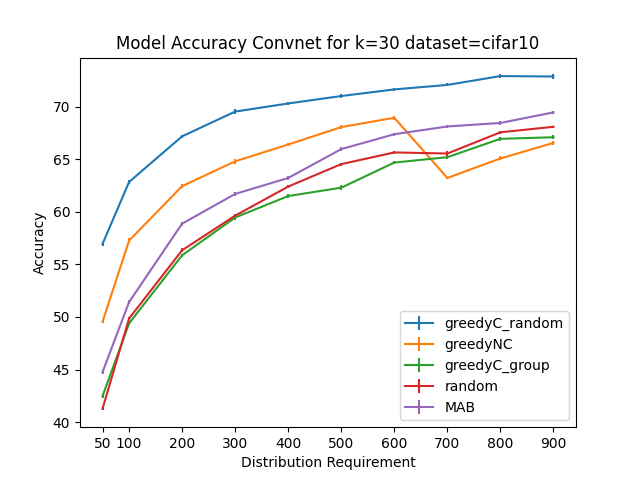 Model Accuracy Convnet for k=30 dataset=cifar10
Accuracy
70
65
60
55
50
45
40
greedyC_random
greedyNC
greedyC_group
random
MAB
50 100 200 300 400 500 600 700 800 900
Distribution Requirement